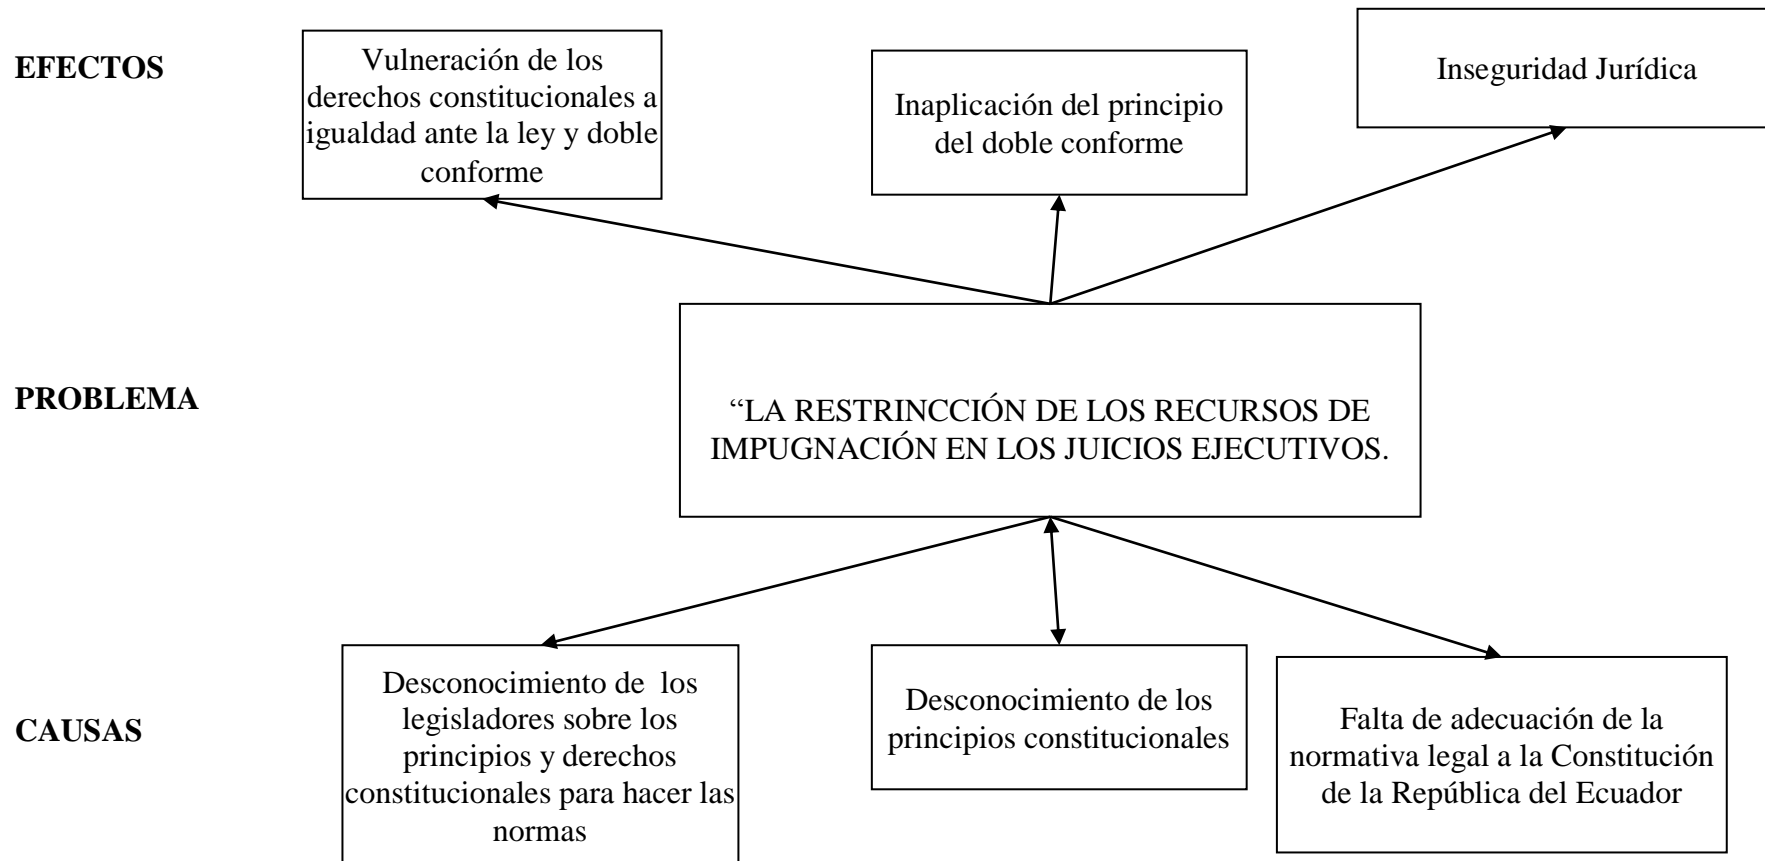 EFECTOS
Vulneración de los
derechos constitucionales a
igualdad ante la ley y doble
conforme
Inaplicación del principio
del doble conforme
Inseguridad Jurídica
PROBLEMA
“LA RESTRINCCIÓN DE LOS RECURSOS DE
IMPUGNACIÓN EN LOS JUICIOS EJECUTIVOS.
CAUSAS
Desconocimiento de  los
legisladores sobre los
principios y derechos
constitucionales para hacer las
normas
Desconocimiento de los
principios constitucionales
Falta de adecuación de la
normativa legal a la Constitución
de la República del Ecuador